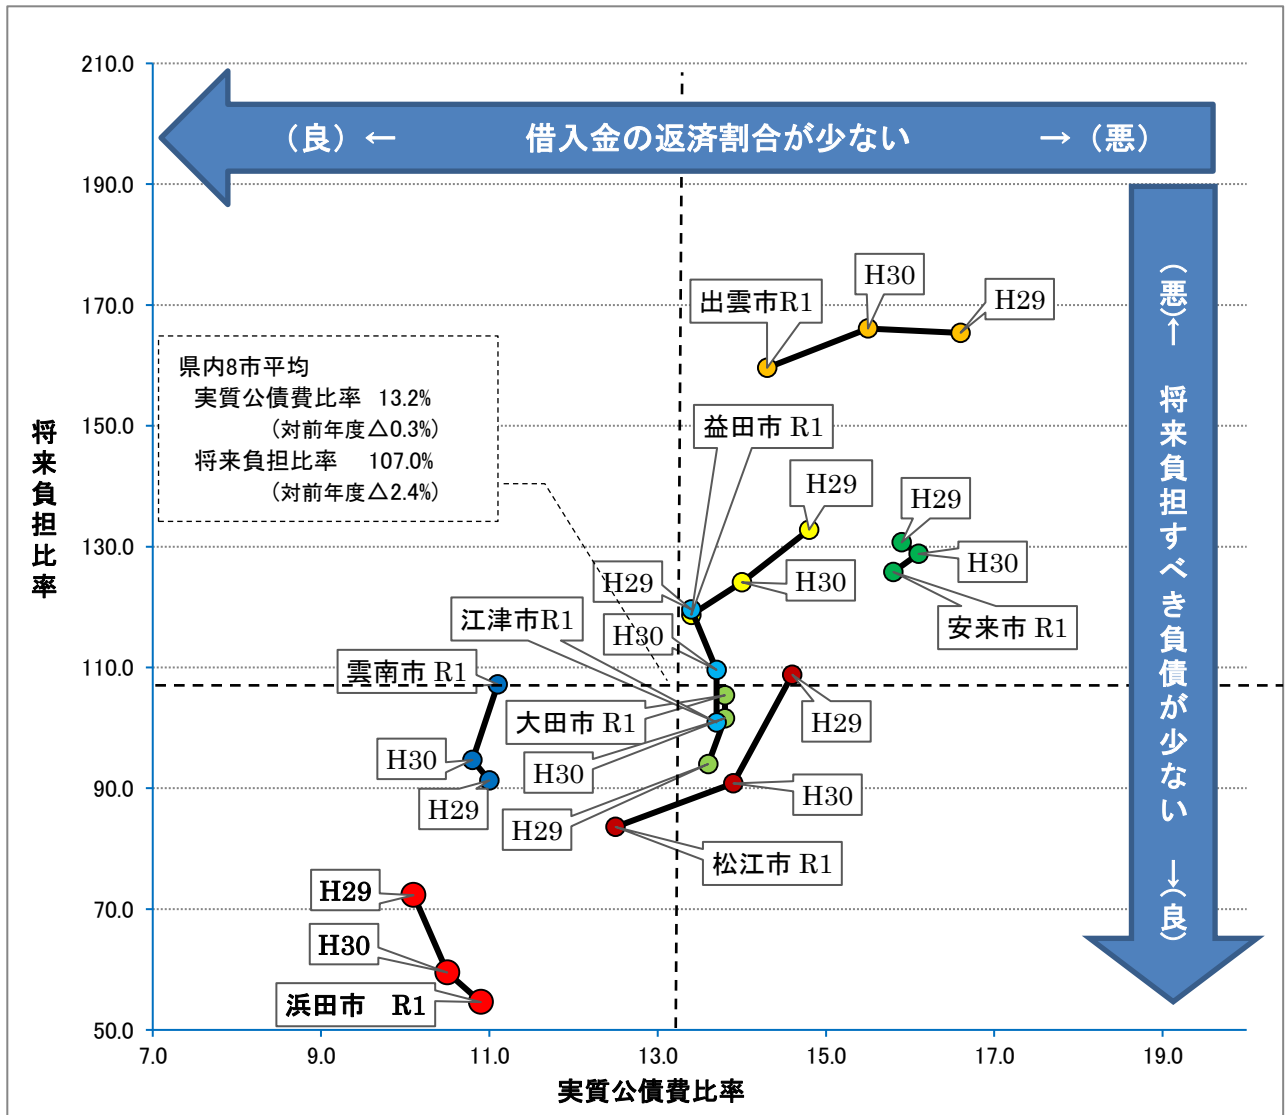 210.0
190.0
170.0
150.0
130.0
110.0
90.0
70.0
50.0
7.0
9.0
11.0
13.0
15.0
17.0
19.0
将来負担比率
実質公債費比率
（良）← 借入金の返済割合が少ない →（悪）
（悪）↑ 将来負担すべき負債が少ない ↓（良）
県内8市平均
実質公債費比率 13.2%
（対前年度△0.3%）
将来負担比率 107.0%
（対前年度△2.4%）
出雲市R1
H30
H29
益田市 R1
H29
H30
H29
H30
安来市 R1
H29
H30
江津市R1
雲南市 R1
H30
H29
大田市 R1
H30
H29
H29
H30
松江市 R1
H29
H30
浜田市 R1